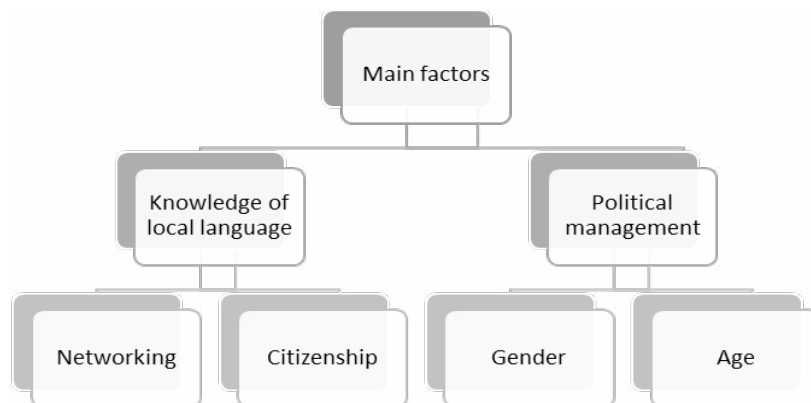 Main factors
Knowledge of
local language
Political
management
Networking
Citizenship
Gender
Age